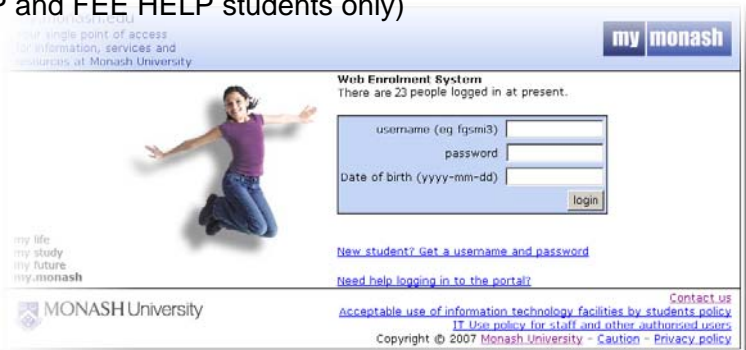 P and FEE HELP students only)
my.monash.edu
your single point of access
for information, services and
resources at Monash University
my monash
Web Enrolment System
There are 23 people logged in at present.
username (eg fgsmi3)
password
Date of birth (yyyy-mm-dd)
login
my life
my study
my future
my.monash
New student? Get a username and password
Need help logging in to the portal?
MONASH University
Contact us
Acceptable use of information technology facilities by students policy
IT Use policy for staff and other authorised users
Copyright © 2007 Monash University - Caution - Privacy policy